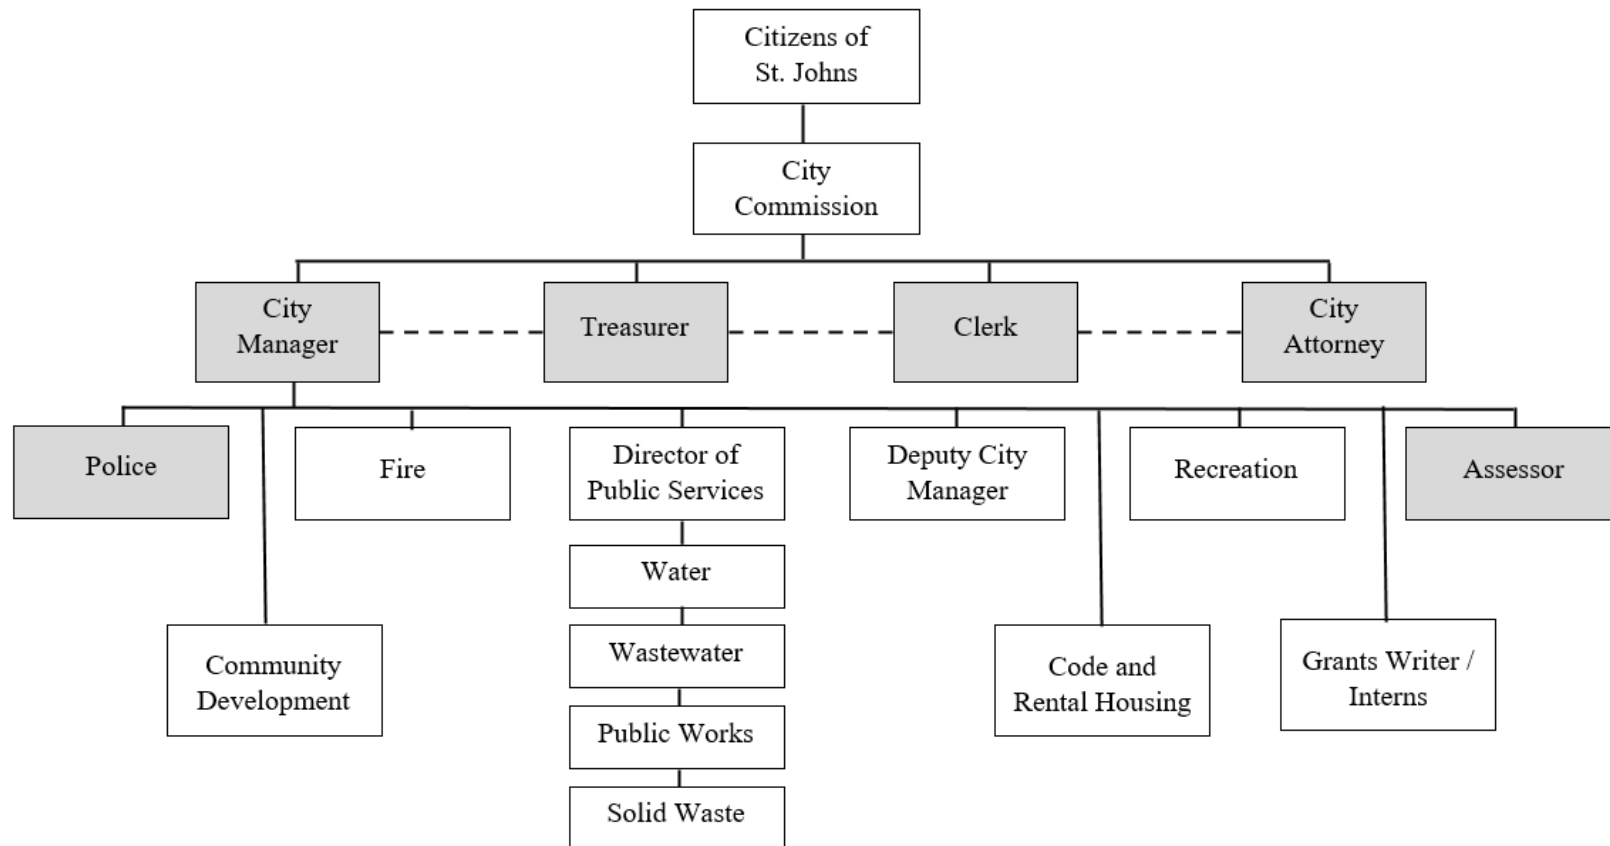 Citizens of
St. Johns
City
Commission
City
Manager
Treasurer
Clerk
City
Attorney
Police
Fire
Director of
Public Services
Deputy City
Manager
Recreation
Assessor
Water
Wastewater
Public Works
Solid Waste
Community
Development
Code and
Rental Housing
Grants Writer /
Interns